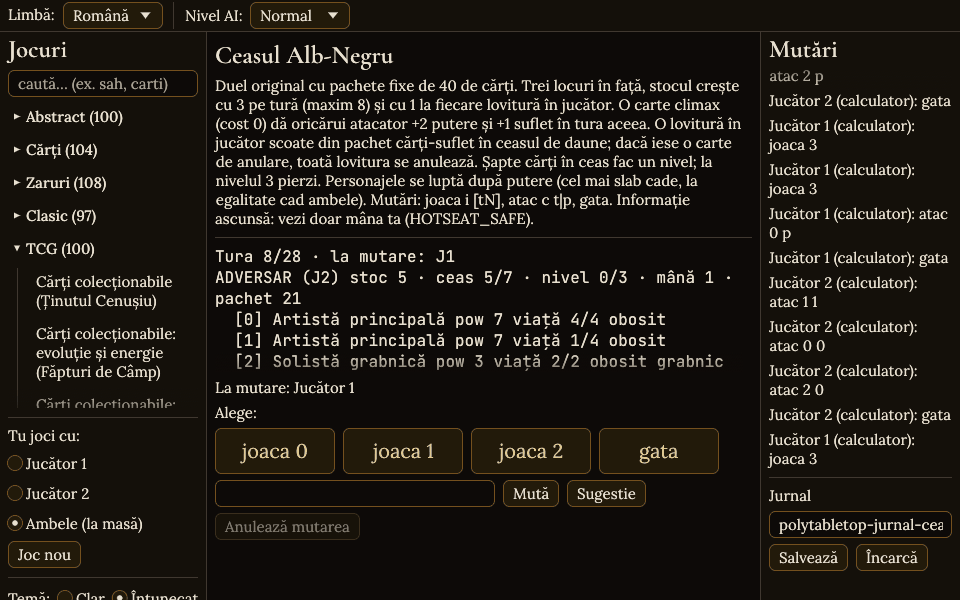 Limbă: Română ▼ Nivel AI: Normal ▼
Jocuri
caută... (ex. sah, carti)
▸ Abstract (100)
▸ Cărți (104)
▸ Zaruri (108)
▸ Clasic (97)
▾ TCG (100)
Cărți colecționabile
(Ținutul Cenușiu)
Cărți colecționabile:
evoluție și energie
(Făpturi de Câmp)
Cărți colecționabile:
Tu joci cu:
Jucător 1
Jucător 2
Ambele (la masă)
Joc nou
Temă: Clar Întunecat
Ceasul Alb-Negru
Duel original cu pachete fixe de 40 de cărți. Trei locuri în față, stocul crește
cu 3 pe tură (maxim 8) și cu 1 la fiecare lovitură în jucător. O carte climax
(cost 0) dă oricărui atacator +2 putere și +1 suflet în tura aceea. O lovitură în
jucător scoate din pachet cărți-suflet în ceasul de daune; dacă iese o carte
de anulare, toată lovitura se anulează. Șapte cărți în ceas fac un nivel; la
nivelul 3 pierzi. Personajele se luptă după putere (cel mai slab cade, la
egalitate cad ambele). Mutări: joaca i [tN], atac c t|p, gata. Informație
ascunsă: vezi doar mâna ta (HOTSEAT_SAFE).
Tura 8/28 · la mutare: J1
ADVERSAR (J2) stoc 5 · ceas 5/7 · nivel 0/3 · mână 1 ·
pachet 21
[0] Artistă principală pow 7 viață 4/4 obosit
[1] Artistă principală pow 7 viață 1/4 obosit
[2] Solistă grabnică pow 3 viață 2/2 obosit grabnic
La mutare: Jucător 1
Alege:
joaca 0 joaca 1 joaca 2 gata
Mută Sugestie
Anulează mutarea
Mutări
atac 2 p
Jucător 2 (calculator): gata
Jucător 1 (calculator):
joaca 3
Jucător 1 (calculator):
joaca 3
Jucător 1 (calculator): atac
0 p
Jucător 1 (calculator): gata
Jucător 2 (calculator):
atac 1 1
Jucător 2 (calculator):
atac 0 0
Jucător 2 (calculator):
atac 2 0
Jucător 2 (calculator): gata
Jucător 1 (calculator):
joaca 3
Jurnal
polytabletop-jurnal-cea
Salvează Încarcă